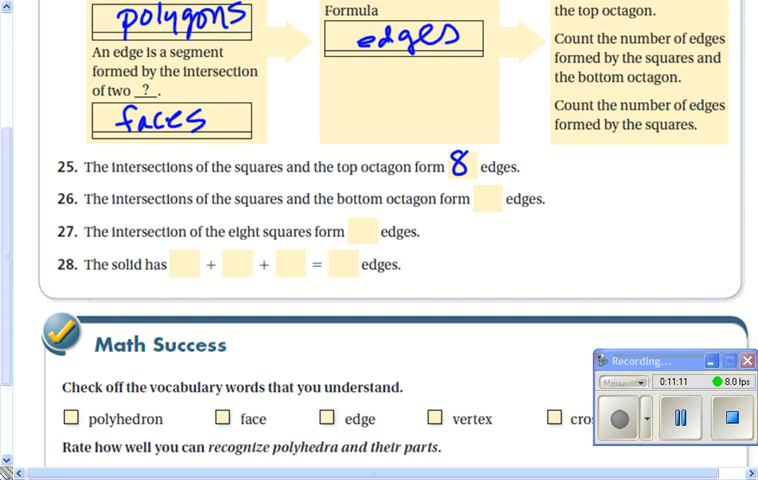 polygons
An edge is a segment
formed by the intersection
of two ? .
faces
Formula
edges
the top octagon.
Count the number of edges
formed by the squares and
the bottom octagon.
Count the number of edges
formed by the squares.
25. The intersections of the squares and the top octagon form 8 edges.
26. The intersections of the squares and the bottom octagon form edges.
27. The intersection of the eight squares form edges.
28. The solid has + + = edges.
Math Success
Check off the vocabulary words that you understand.
polyhedron face edge vertex cro
Rate how well you can recognize polyhedra and their parts.
Recording...
Menu 0:11:11 8.0 fps